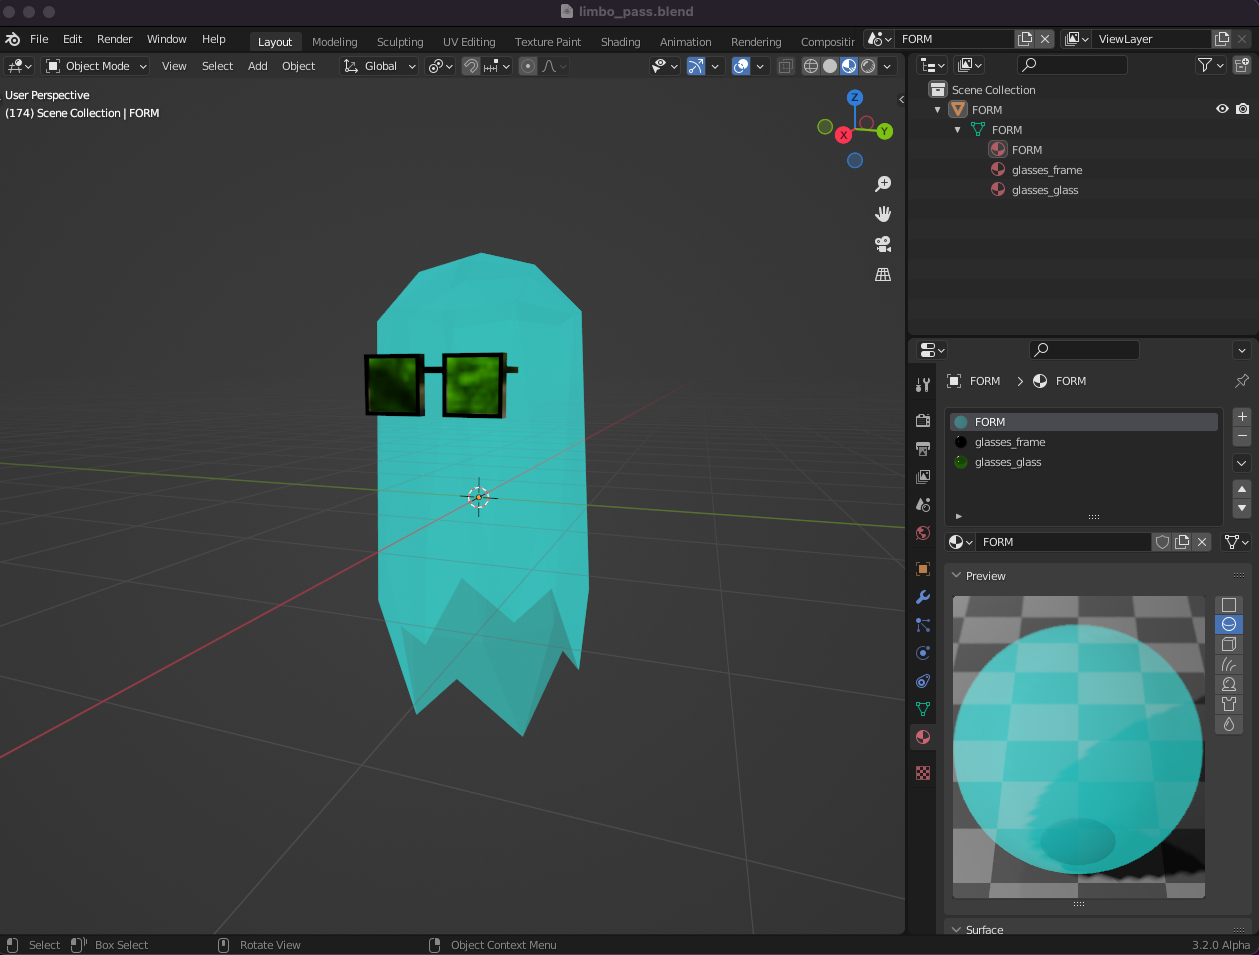 limbo_pass.blend
File Edit Render Window Help Layout Modeling Sculpting UV Editing Texture Paint Shading Animation Rendering Compositir FORM ViewLayer
Object Mode View Select Add Object Global
User Perspective
(174) Scene Collection | FORM
Z
Y
X
Scene Collection
FORM
FORM
FORM
glasses_frame
glasses_glass
FORM FORM
FORM
glasses_frame
glasses_glass
FORM
Preview
Surface
Select Box Select Rotate View Object Context Menu 3.2.0 Alpha